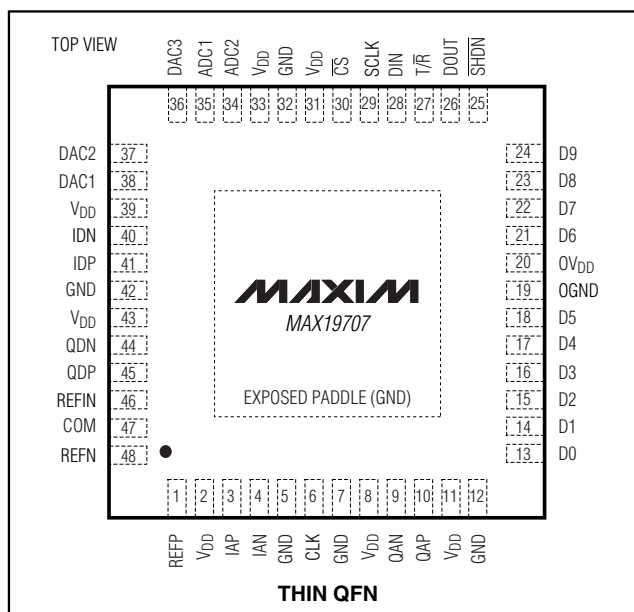 TOP VIEW
DAC3 ADC1 ADC2 VDD GND VDD CS SCLK DIN T/R DOUT SHDN
36 35 34 33 32 31 30 29 28 27 26 25
DAC2 37 24 D9
DAC1 38 23 D8
VDD 39 22 D7
IDN 40 21 D6
IDP 41 20 OVDD
GND 42 19 OGND
VDD 43 18 D5
QDN 44 17 D4
QDP 45 16 D3
REFIN 46 15 D2
COM 47 14 D1
REFN 48 13 D0
MAXIM
MAX19707
EXPOSED PADDLE (GND)
1 2 3 4 5 6 7 8 9 10 11 12
REFP VDD IAP IAN GND CLK GND VDD QAN QAP VDD GND
THIN QFN